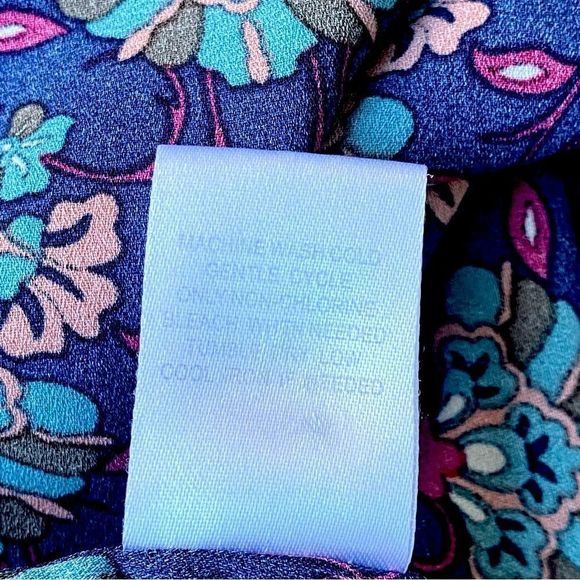 MACHINE WASH COLD
GENTLE CYCLE
ONLY NON-CHLORINE
BLEACH WHEN NEEDED
TUMBLE DRY LOW
COOL IRON IF NEEDED